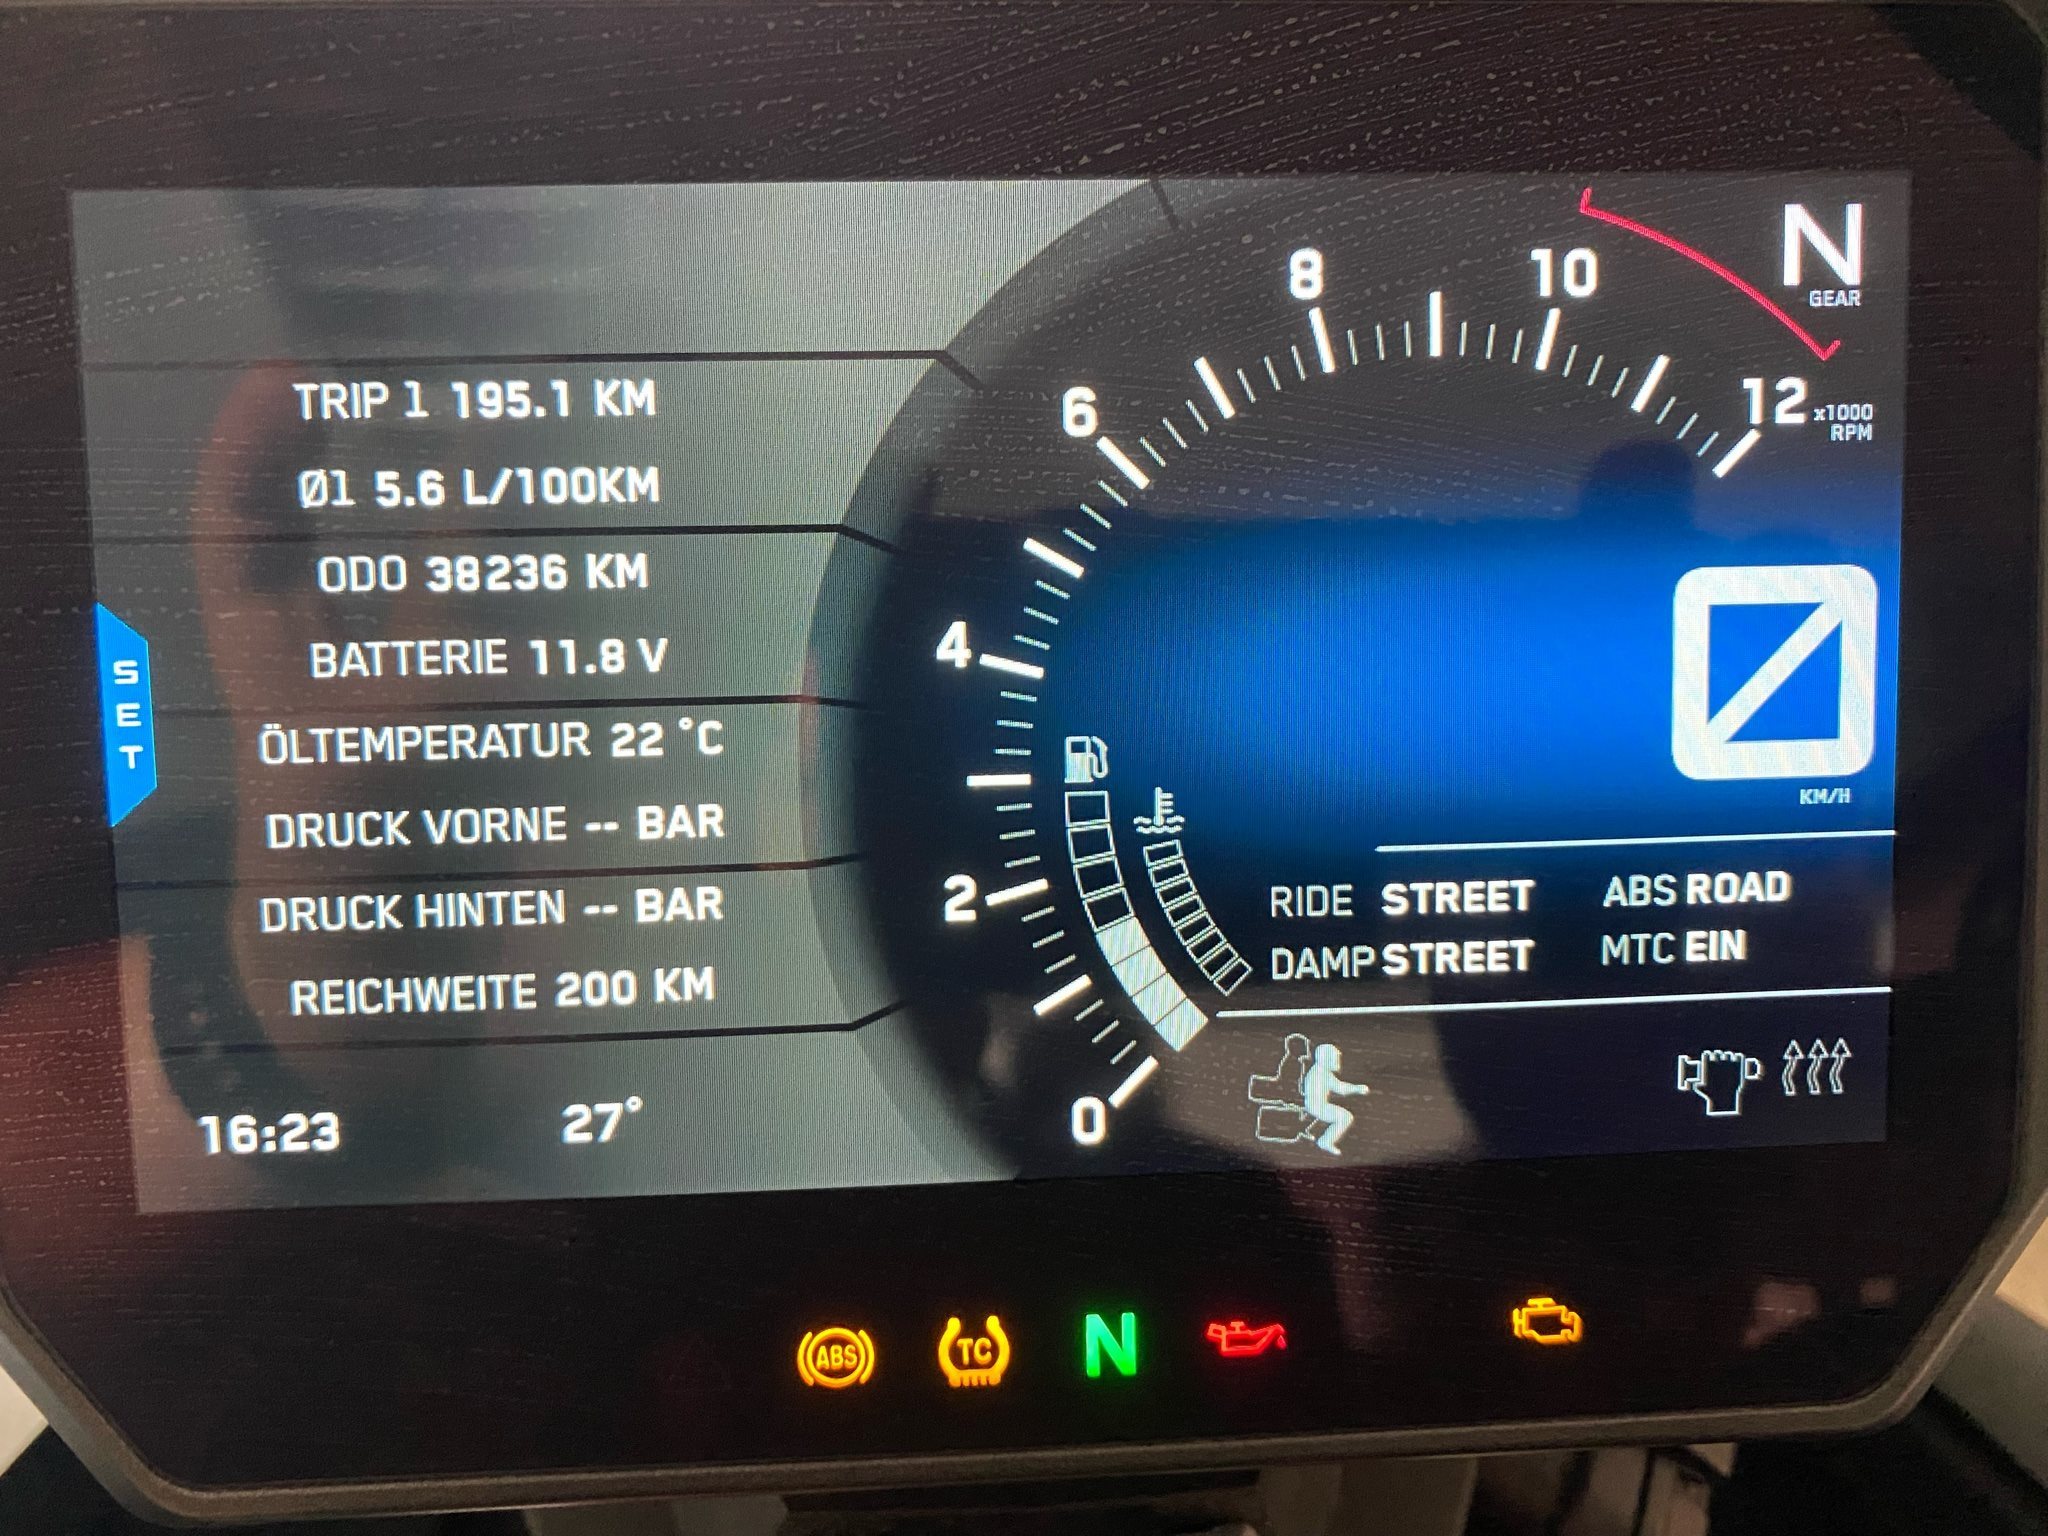 TRIP 1 195.1 KM
Ø1 5.6 L/100KM
ODO 38236 KM
BATTERIE 11.8 V
ÖLTEMPERATUR 22 °C
DRUCK VORNE -- BAR
DRUCK HINTEN -- BAR
REICHWEITE 200 KM
16:23 27°
SET
N
GEAR
0
2
4
6
8
10
12 x1000
RPM
0
KM/H
RIDE STREET ABS ROAD
DAMP STREET MTC EIN
ABS TC N